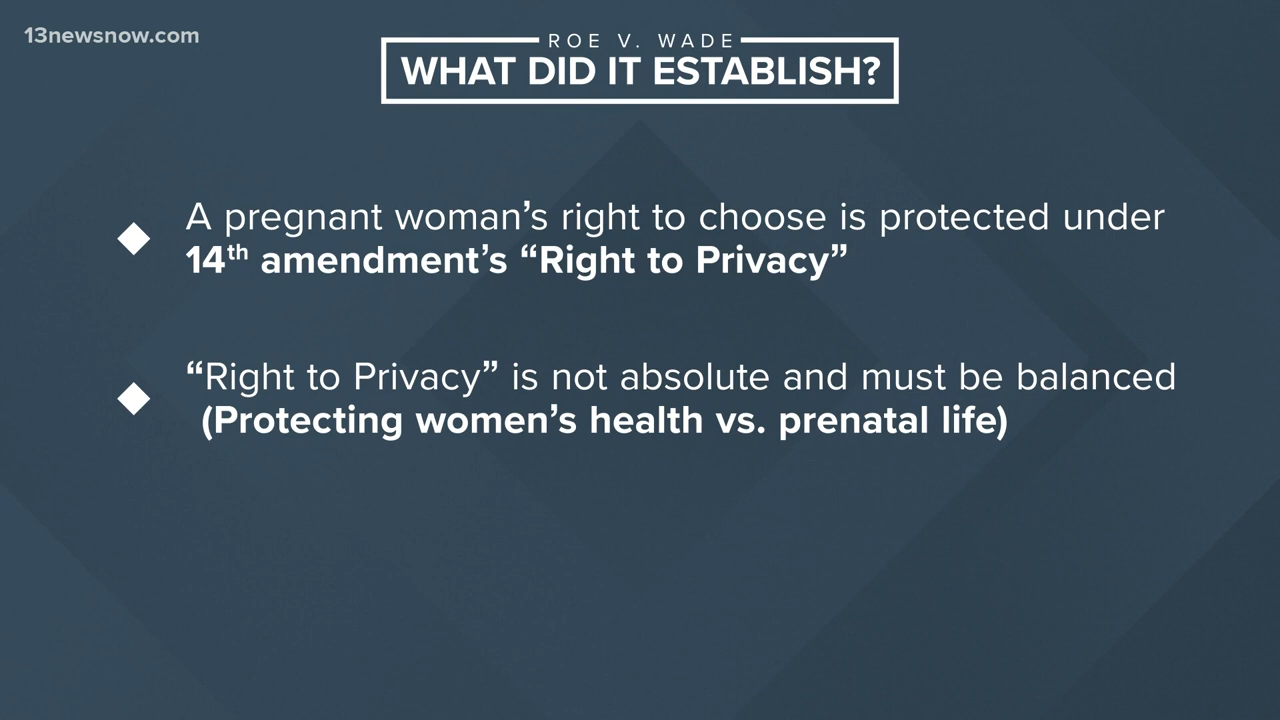 13newsnow.com
ROE V. WADE
WHAT DID IT ESTABLISH?
A pregnant woman’s right to choose is protected under
14th amendment’s “Right to Privacy”
“Right to Privacy” is not absolute and must be balanced
(Protecting women’s health vs. prenatal life)